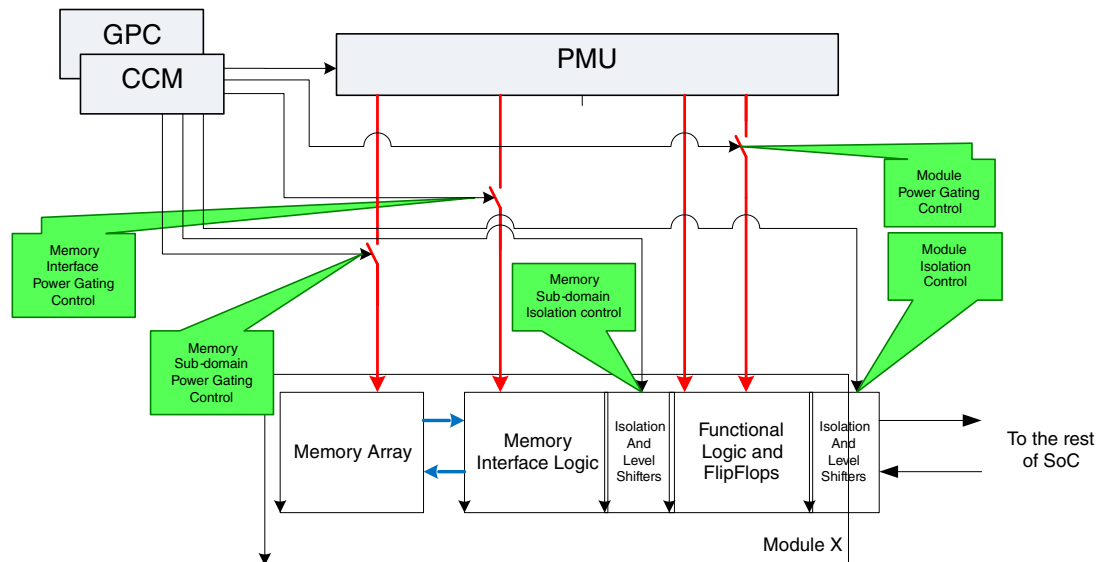 GPC
CCM
PMU
Module
Power Gating
Control
Memory
Interface
Power Gating
Control
Module
Isolation
Control
Memory
Sub-domain
Isolation control
Memory
Sub-domain
Power Gating
Control
Memory Array
Memory
Interface Logic
Isolation
And
Level
Shifters
Functional
Logic and
FlipFlops
Isolation
And
Level
Shifters
To the rest
of SoC
Module X